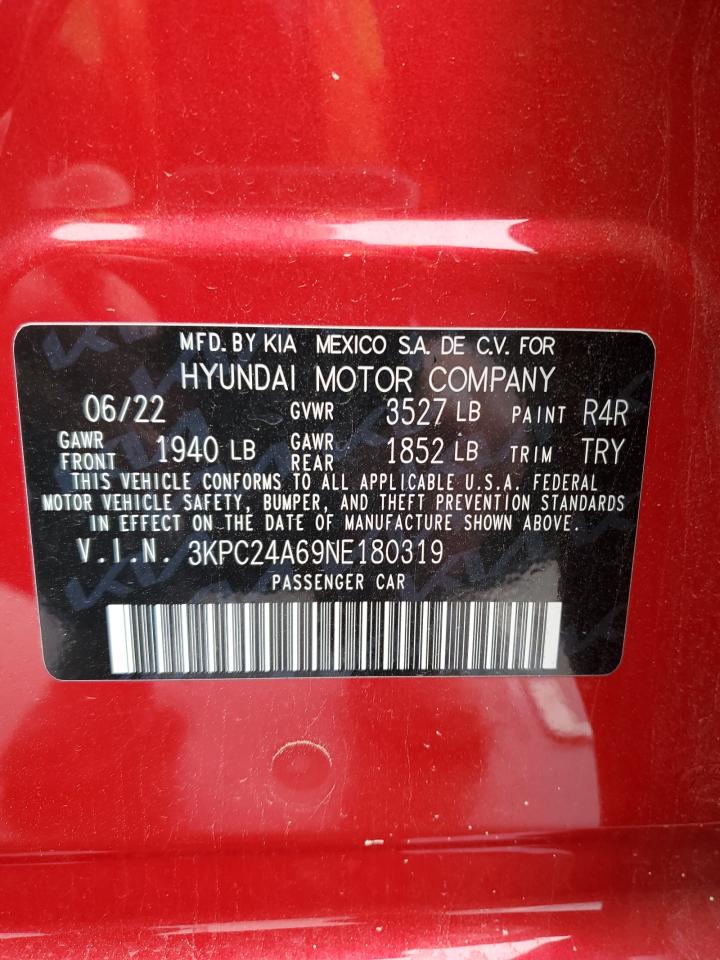 MFD. BY KIA MEXICO S.A. DE C.V. FOR
HYUNDAI MOTOR COMPANY
06/22 GVWR 3527 LB PAINT R4R
GAWR FRONT 1940 LB GAWR REAR 1852 LB TRIM TRY
THIS VEHICLE CONFORMS TO ALL APPLICABLE U.S.A. FEDERAL
MOTOR VEHICLE SAFETY, BUMPER, AND THEFT PREVENTION STANDARDS
IN EFFECT ON THE DATE OF MANUFACTURE SHOWN ABOVE.
V.I.N. 3KPC24A69NE180319
PASSENGER CAR